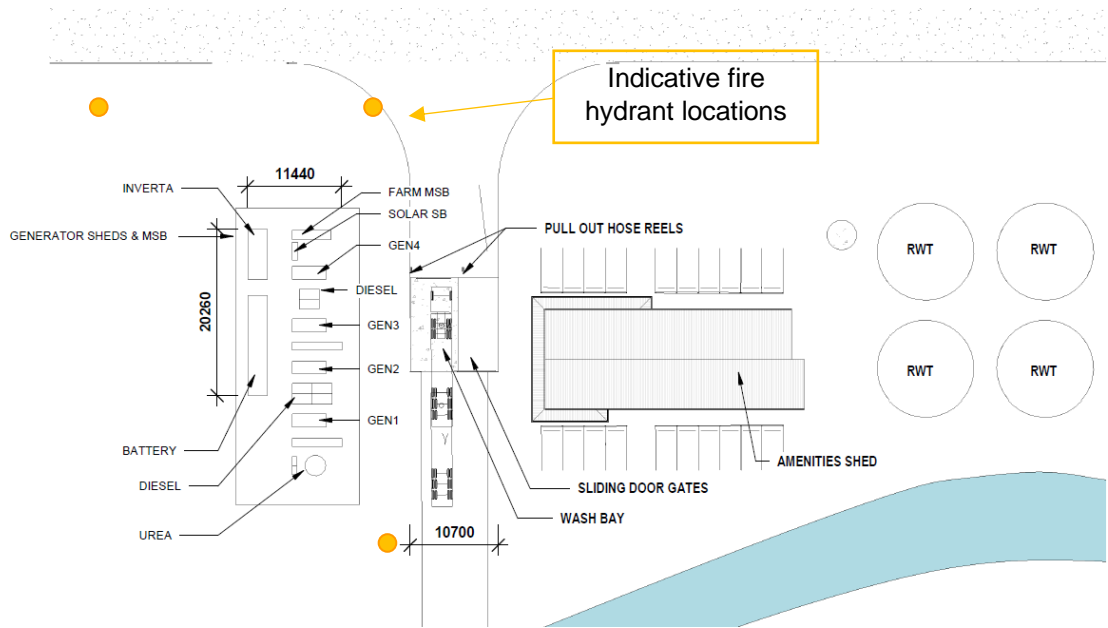 Indicative fire
hydrant locations
11440
INVERTA
FARM MSB
SOLAR SB
GENERATOR SHEDS & MSB
GEN4
PULL OUT HOSE REELS
DIESEL
20260
GEN3
GEN2
GEN1
BATTERY
DIESEL
UREA
RWT
RWT
RWT
RWT
AMENITIES SHED
SLIDING DOOR GATES
WASH BAY
10700